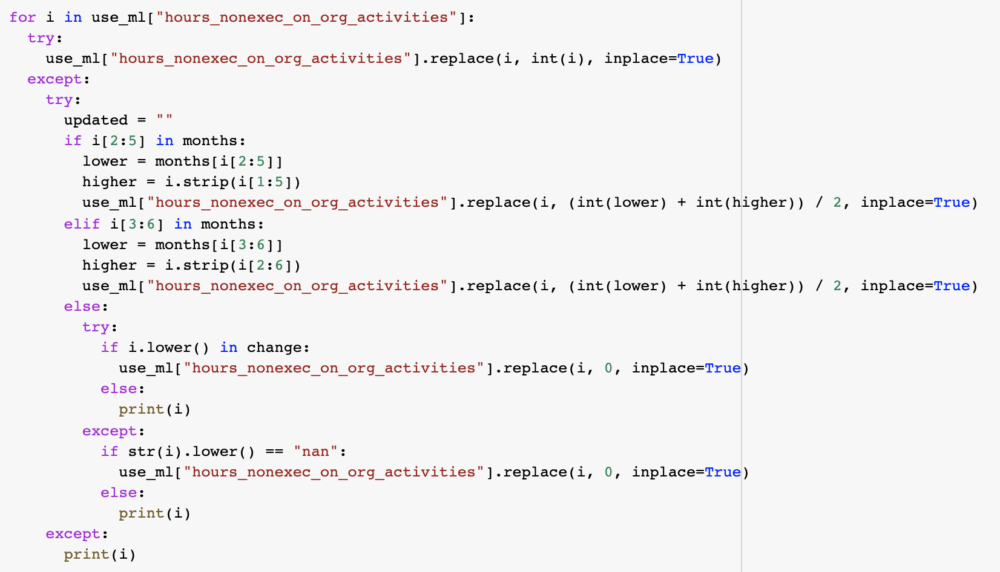 for i in use_ml["hours_nonexec_on_org_activities"]:
  try:
    use_ml["hours_nonexec_on_org_activities"].replace(i, int(i), inplace=True)
  except:
    try:
      updated = ""
      if i[2:5] in months:
        lower = months[i[2:5]]
        higher = i.strip(i[1:5])
        use_ml["hours_nonexec_on_org_activities"].replace(i, (int(lower) + int(higher)) / 2, inplace=True)
      elif i[3:6] in months:
        lower = months[i[3:6]]
        higher = i.strip(i[2:6])
        use_ml["hours_nonexec_on_org_activities"].replace(i, (int(lower) + int(higher)) / 2, inplace=True)
      else:
        try:
          if i.lower() in change:
            use_ml["hours_nonexec_on_org_activities"].replace(i, 0, inplace=True)
          else:
            print(i)
        except:
          if str(i).lower() == "nan":
            use_ml["hours_nonexec_on_org_activities"].replace(i, 0, inplace=True)
          else:
            print(i)
    except:
      print(i)